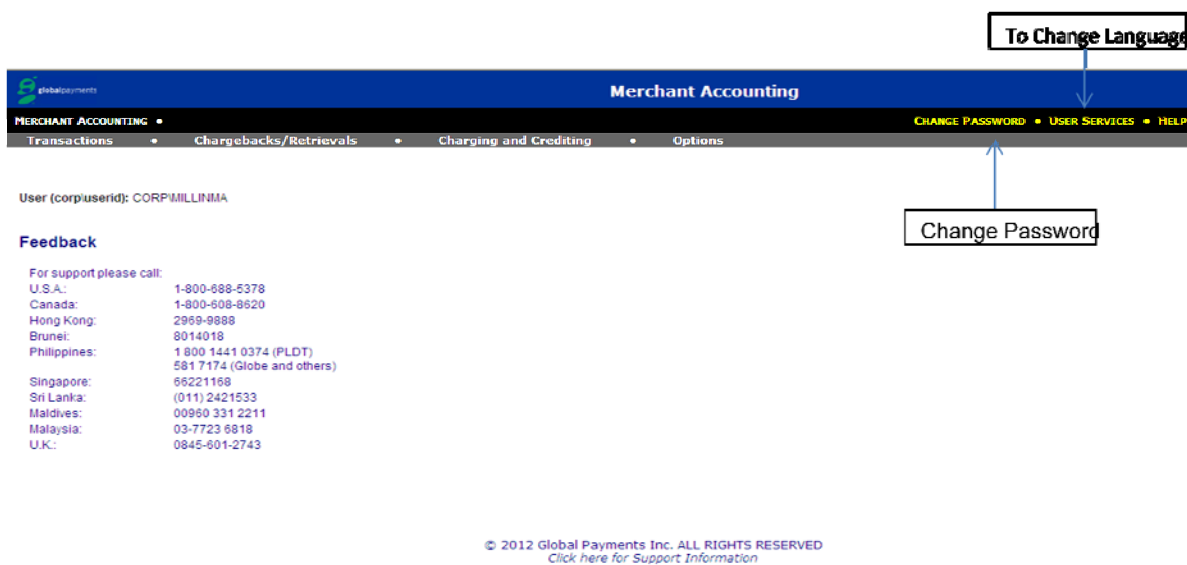 To Change Language
globalpayments
Merchant Accounting
MERCHANT ACCOUNTING •
CHANGE PASSWORD • USER SERVICES • HELP
Transactions • Chargebacks/Retrievals • Charging and Crediting • Options
User (corp\userid): CORP\MILLINMA
Change Password
Feedback
For support please call:
U.S.A.: 1-800-688-5378
Canada: 1-800-608-8620
Hong Kong: 2969-9888
Brunei: 8014018
Philippines: 1 800 1441 0374 (PLDT)
581 7174 (Globe and others)
Singapore: 66221168
Sri Lanka: (011) 2421533
Maldives: 00960 331 2211
Malaysia: 03-7723 6818
U.K.: 0845-601-2743
© 2012 Global Payments Inc. ALL RIGHTS RESERVED
Click here for Support Information